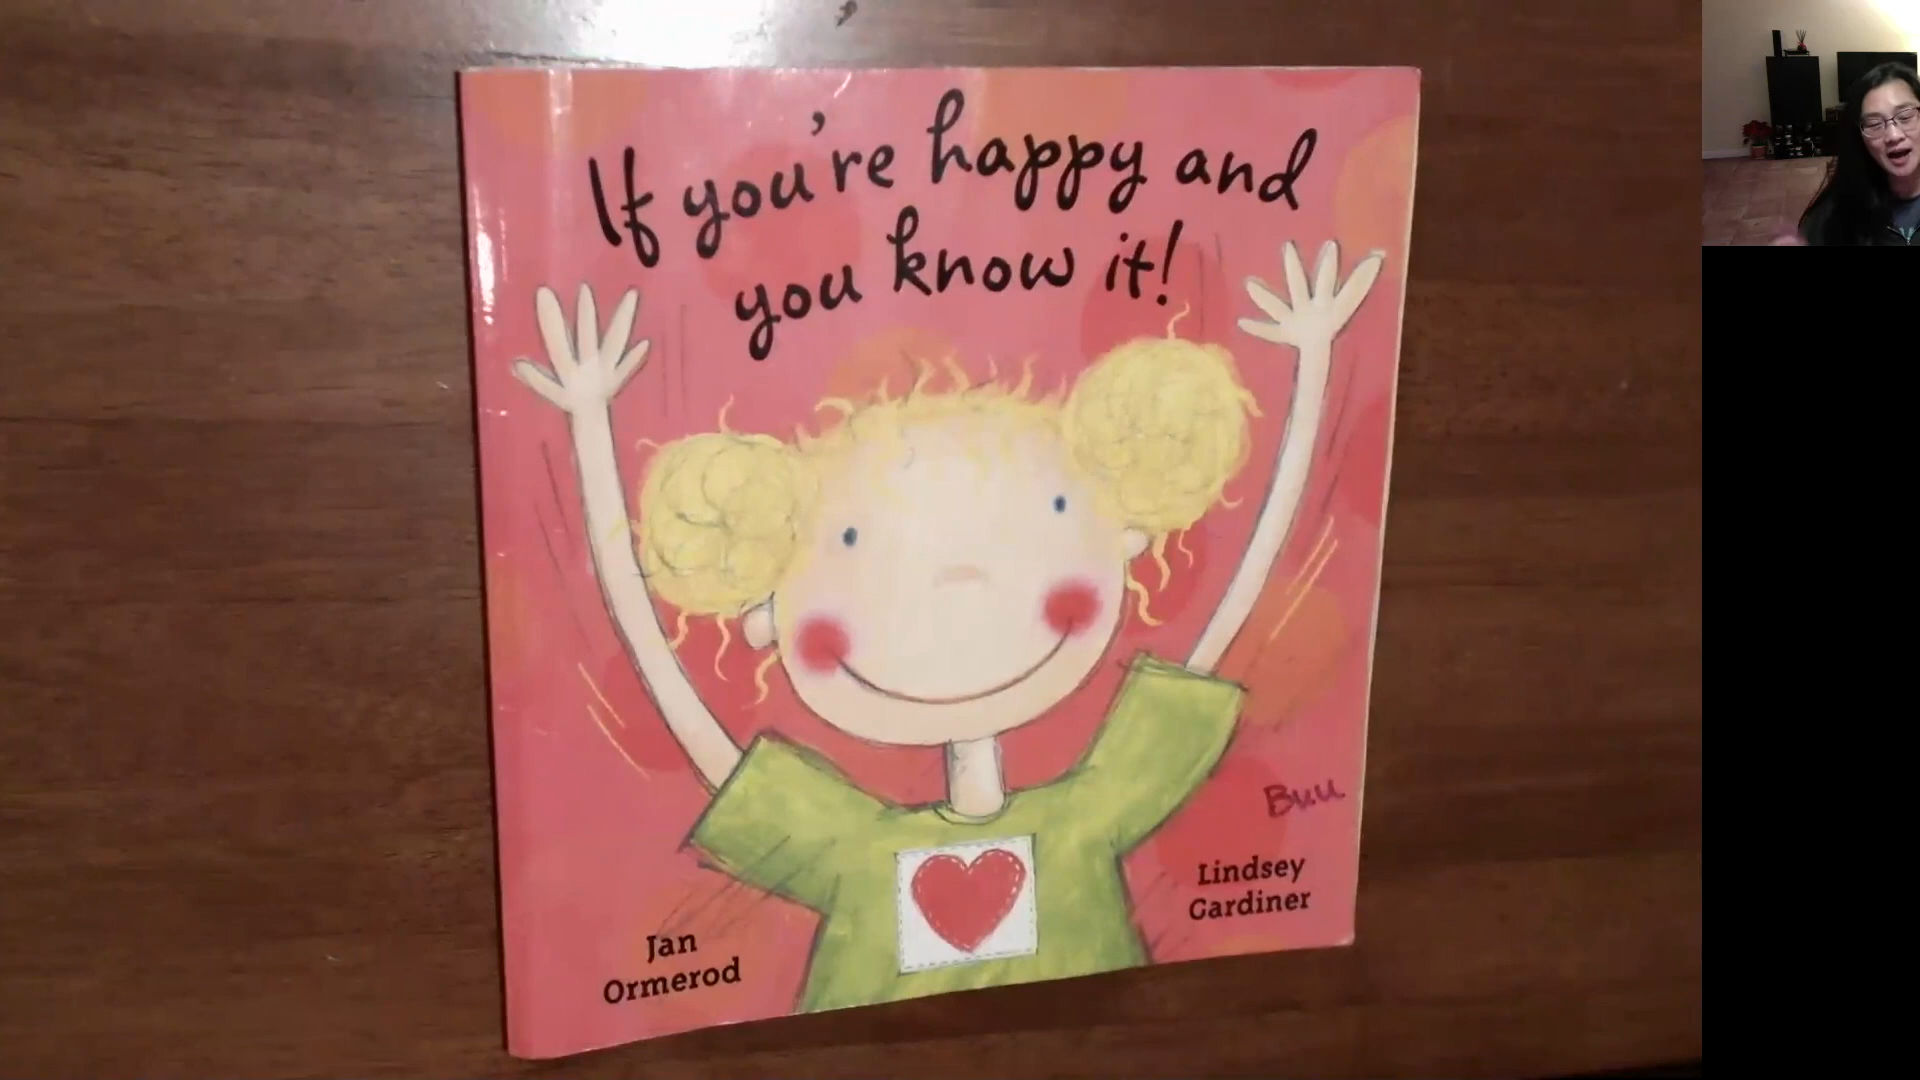 If you're happy and
you know it!
Buu
Lindsey
Gardiner
Jan
Ormerod